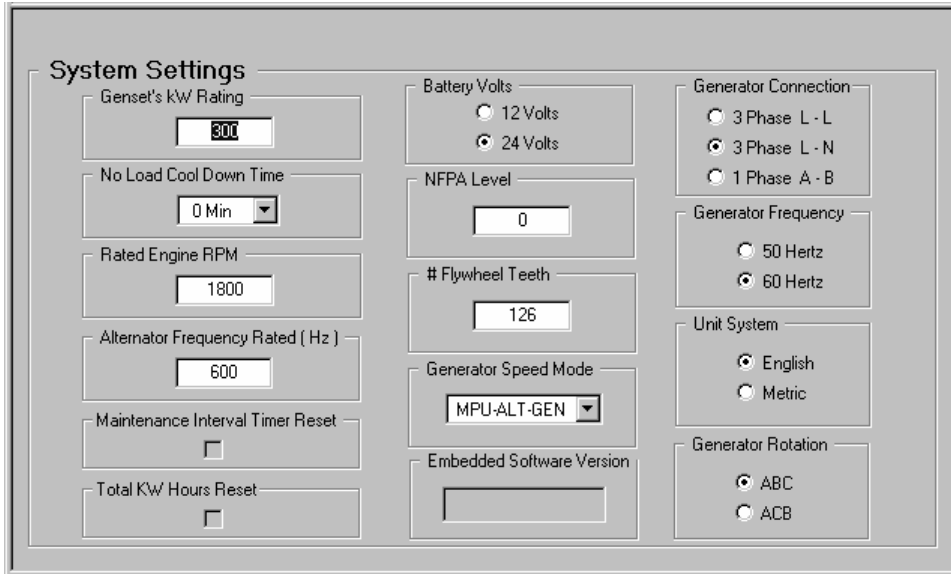 System Settings
Genset's kW Rating
300
No Load Cool Down Time
0 Min
Rated Engine RPM
1800
Alternator Frequency Rated ( Hz )
600
Maintenance Interval Timer Reset
Total KW Hours Reset
Battery Volts
12 Volts
24 Volts
NFPA Level
0
# Flywheel Teeth
126
Generator Speed Mode
MPU-ALT-GEN
Embedded Software Version
Generator Connection
3 Phase L - L
3 Phase L - N
1 Phase A - B
Generator Frequency
50 Hertz
60 Hertz
Unit System
English
Metric
Generator Rotation
ABC
ACB